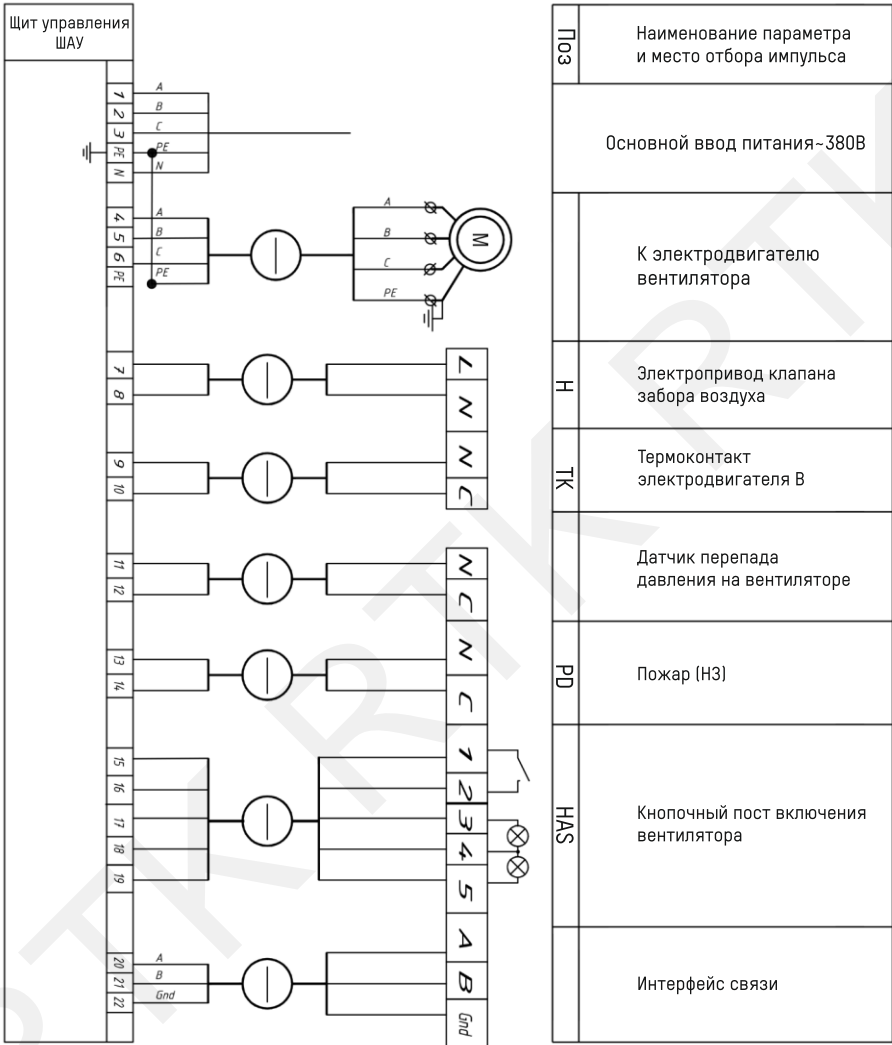 Щит управления
ШАУ
1
A
2
B
3
C
PE
PE
N
N
4
A
5
B
6
C
PE
PE
A
B
C
PE
M
7
8
L
N
9
10
N
C
11
12
N
C
13
14
N
C
15
16
17
18
19
1
2
3
4
5
20
A
21
B
22
Gnd
A
B
Gnd
Поз
Наименование параметра
и место отбора импульса
Основной ввод питания~380В
К электродвигателю
вентилятора
Н
Электропривод клапана
забора воздуха
ТК
Термоконтакт
электродвигателя В
Датчик перепада
давления на вентиляторе
PD
Пожар (НЗ)
HAS
Кнопочный пост включения
вентилятора
Интерфейс связи
RTK RTK RTK